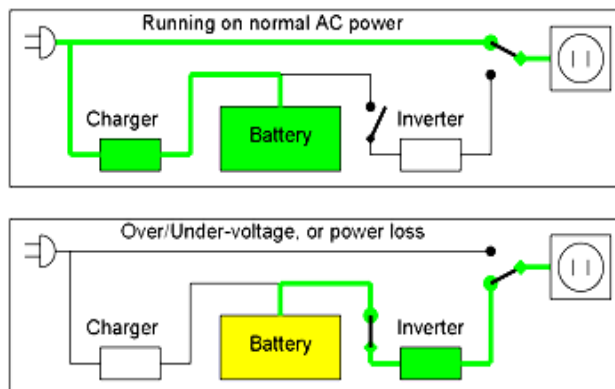 Running on normal AC power
Charger
Battery
Inverter
Over/Under-voltage, or power loss
Charger
Battery
Inverter